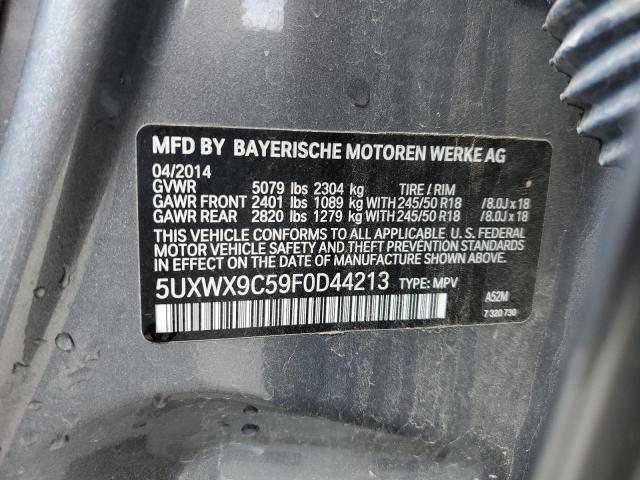 MFD BY BAYERISCHE MOTOREN WERKE AG
04/2014
GVWR 5079 lbs 2304 kg TIRE / RIM
GAWR FRONT 2401 lbs 1089 kg WITH 245/50 R18 /8.0J x 18
GAWR REAR 2820 lbs 1279 kg WITH 245/50 R18 /8.0J x 18
THIS VEHICLE CONFORMS TO ALL APPLICABLE U. S. FEDERAL
MOTOR VEHICLE SAFETY, BUMPER, AND THEFT PREVENTION
STANDARDS IN EFFECT ON THE DATE OF MANUFACTURE SHOWN ABOVE.
5UXWX9C59F0D44213 TYPE: MPV
A52M
7 320 730